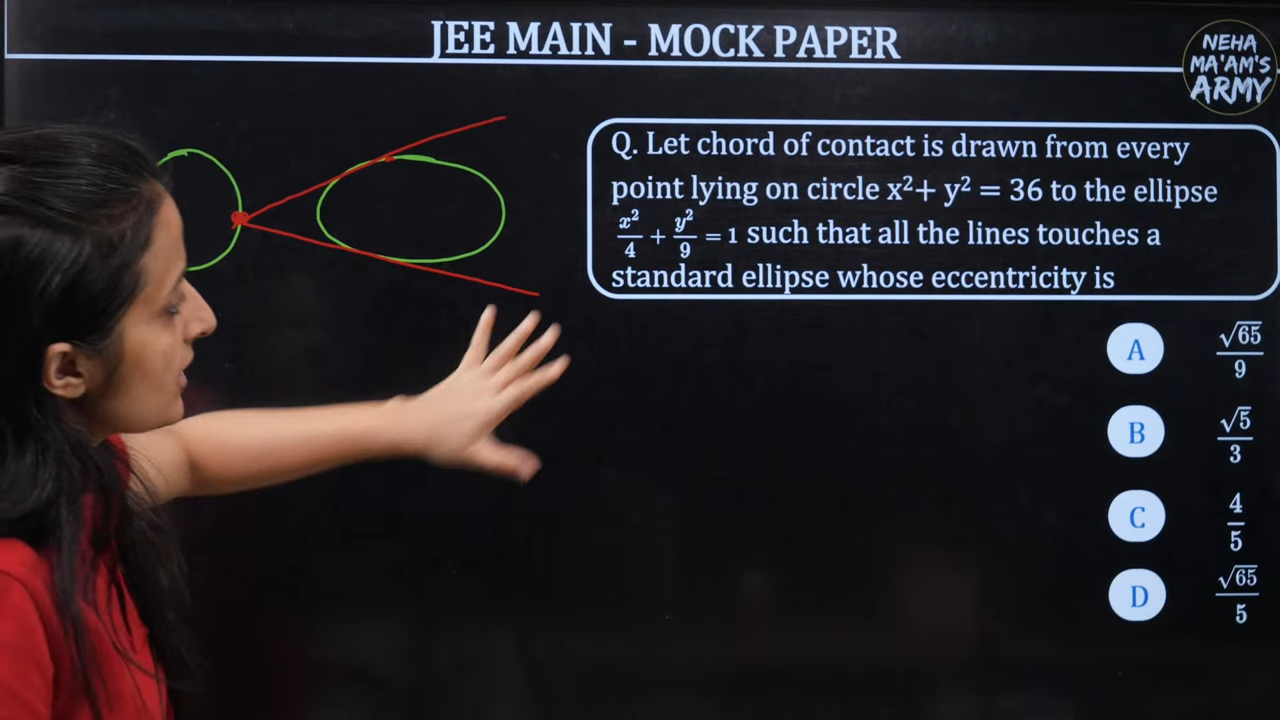 JEE MAIN - MOCK PAPER
NEHA
MA'AM'S
ARMY
Q. Let chord of contact is drawn from every
point lying on circle x²+ y² = 36 to the ellipse
x²/4 + y²/9 = 1 such that all the lines touches a
standard ellipse whose eccentricity is
A √65/9
B √5/3
C 4/5
D √65/5